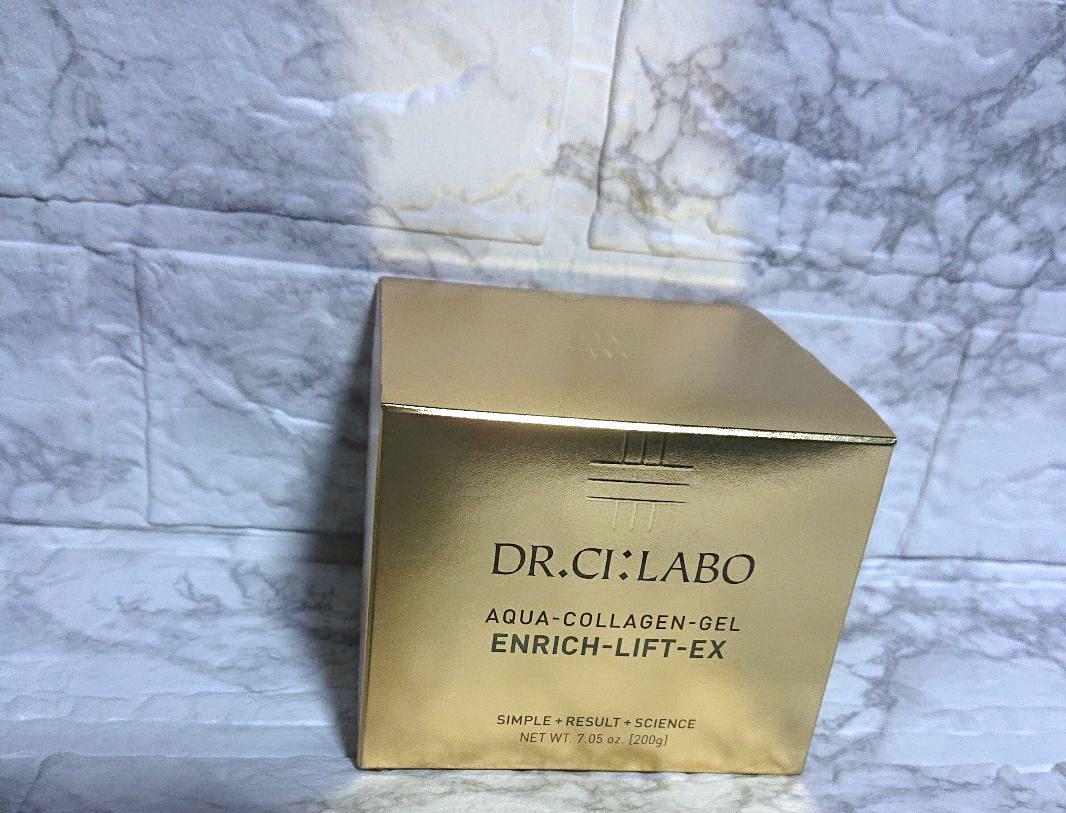 DR.CI:LABO
AQUA-COLLAGEN-GEL
ENRICH-LIFT-EX
SIMPLE+RESULT+SCIENCE
NET WT. 7.05 oz. [200g]